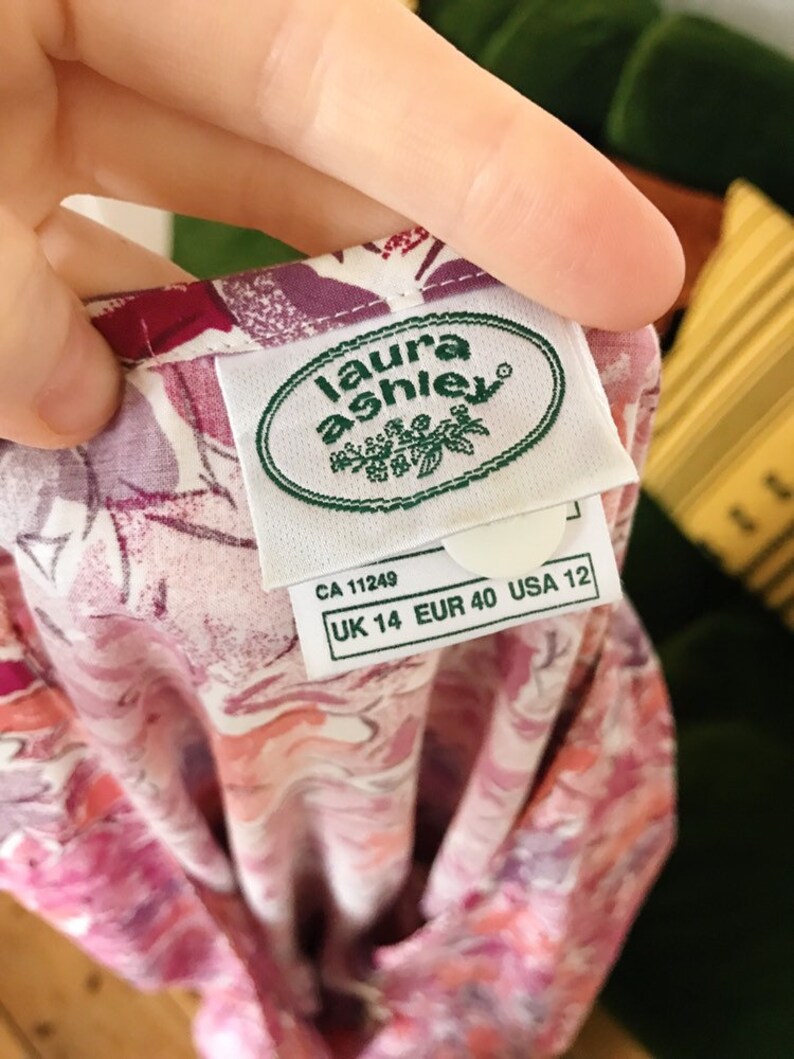 laura
ashley®
CA 11249
UK 14 EUR 40 USA 12